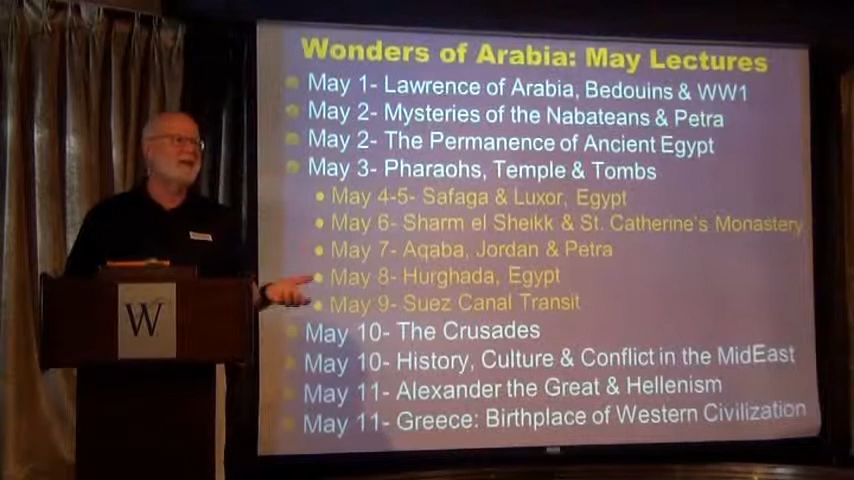 Wonders of Arabia: May Lectures
May 1- Lawrence of Arabia, Bedouins & WW1
May 2- Mysteries of the Nabateans & Petra
May 2- The Permanence of Ancient Egypt
May 3- Pharaohs, Temple & Tombs
May 4-5- Safaga & Luxor, Egypt
May 6- Sharm el Sheikk & St. Catherine's Monastery
May 7- Aqaba, Jordan & Petra
May 8- Hurghada, Egypt
May 9- Suez Canal Transit
May 10- The Crusades
May 10- History, Culture & Conflict in the MidEast
May 11- Alexander the Great & Hellenism
May 11- Greece: Birthplace of Western Civilization
W